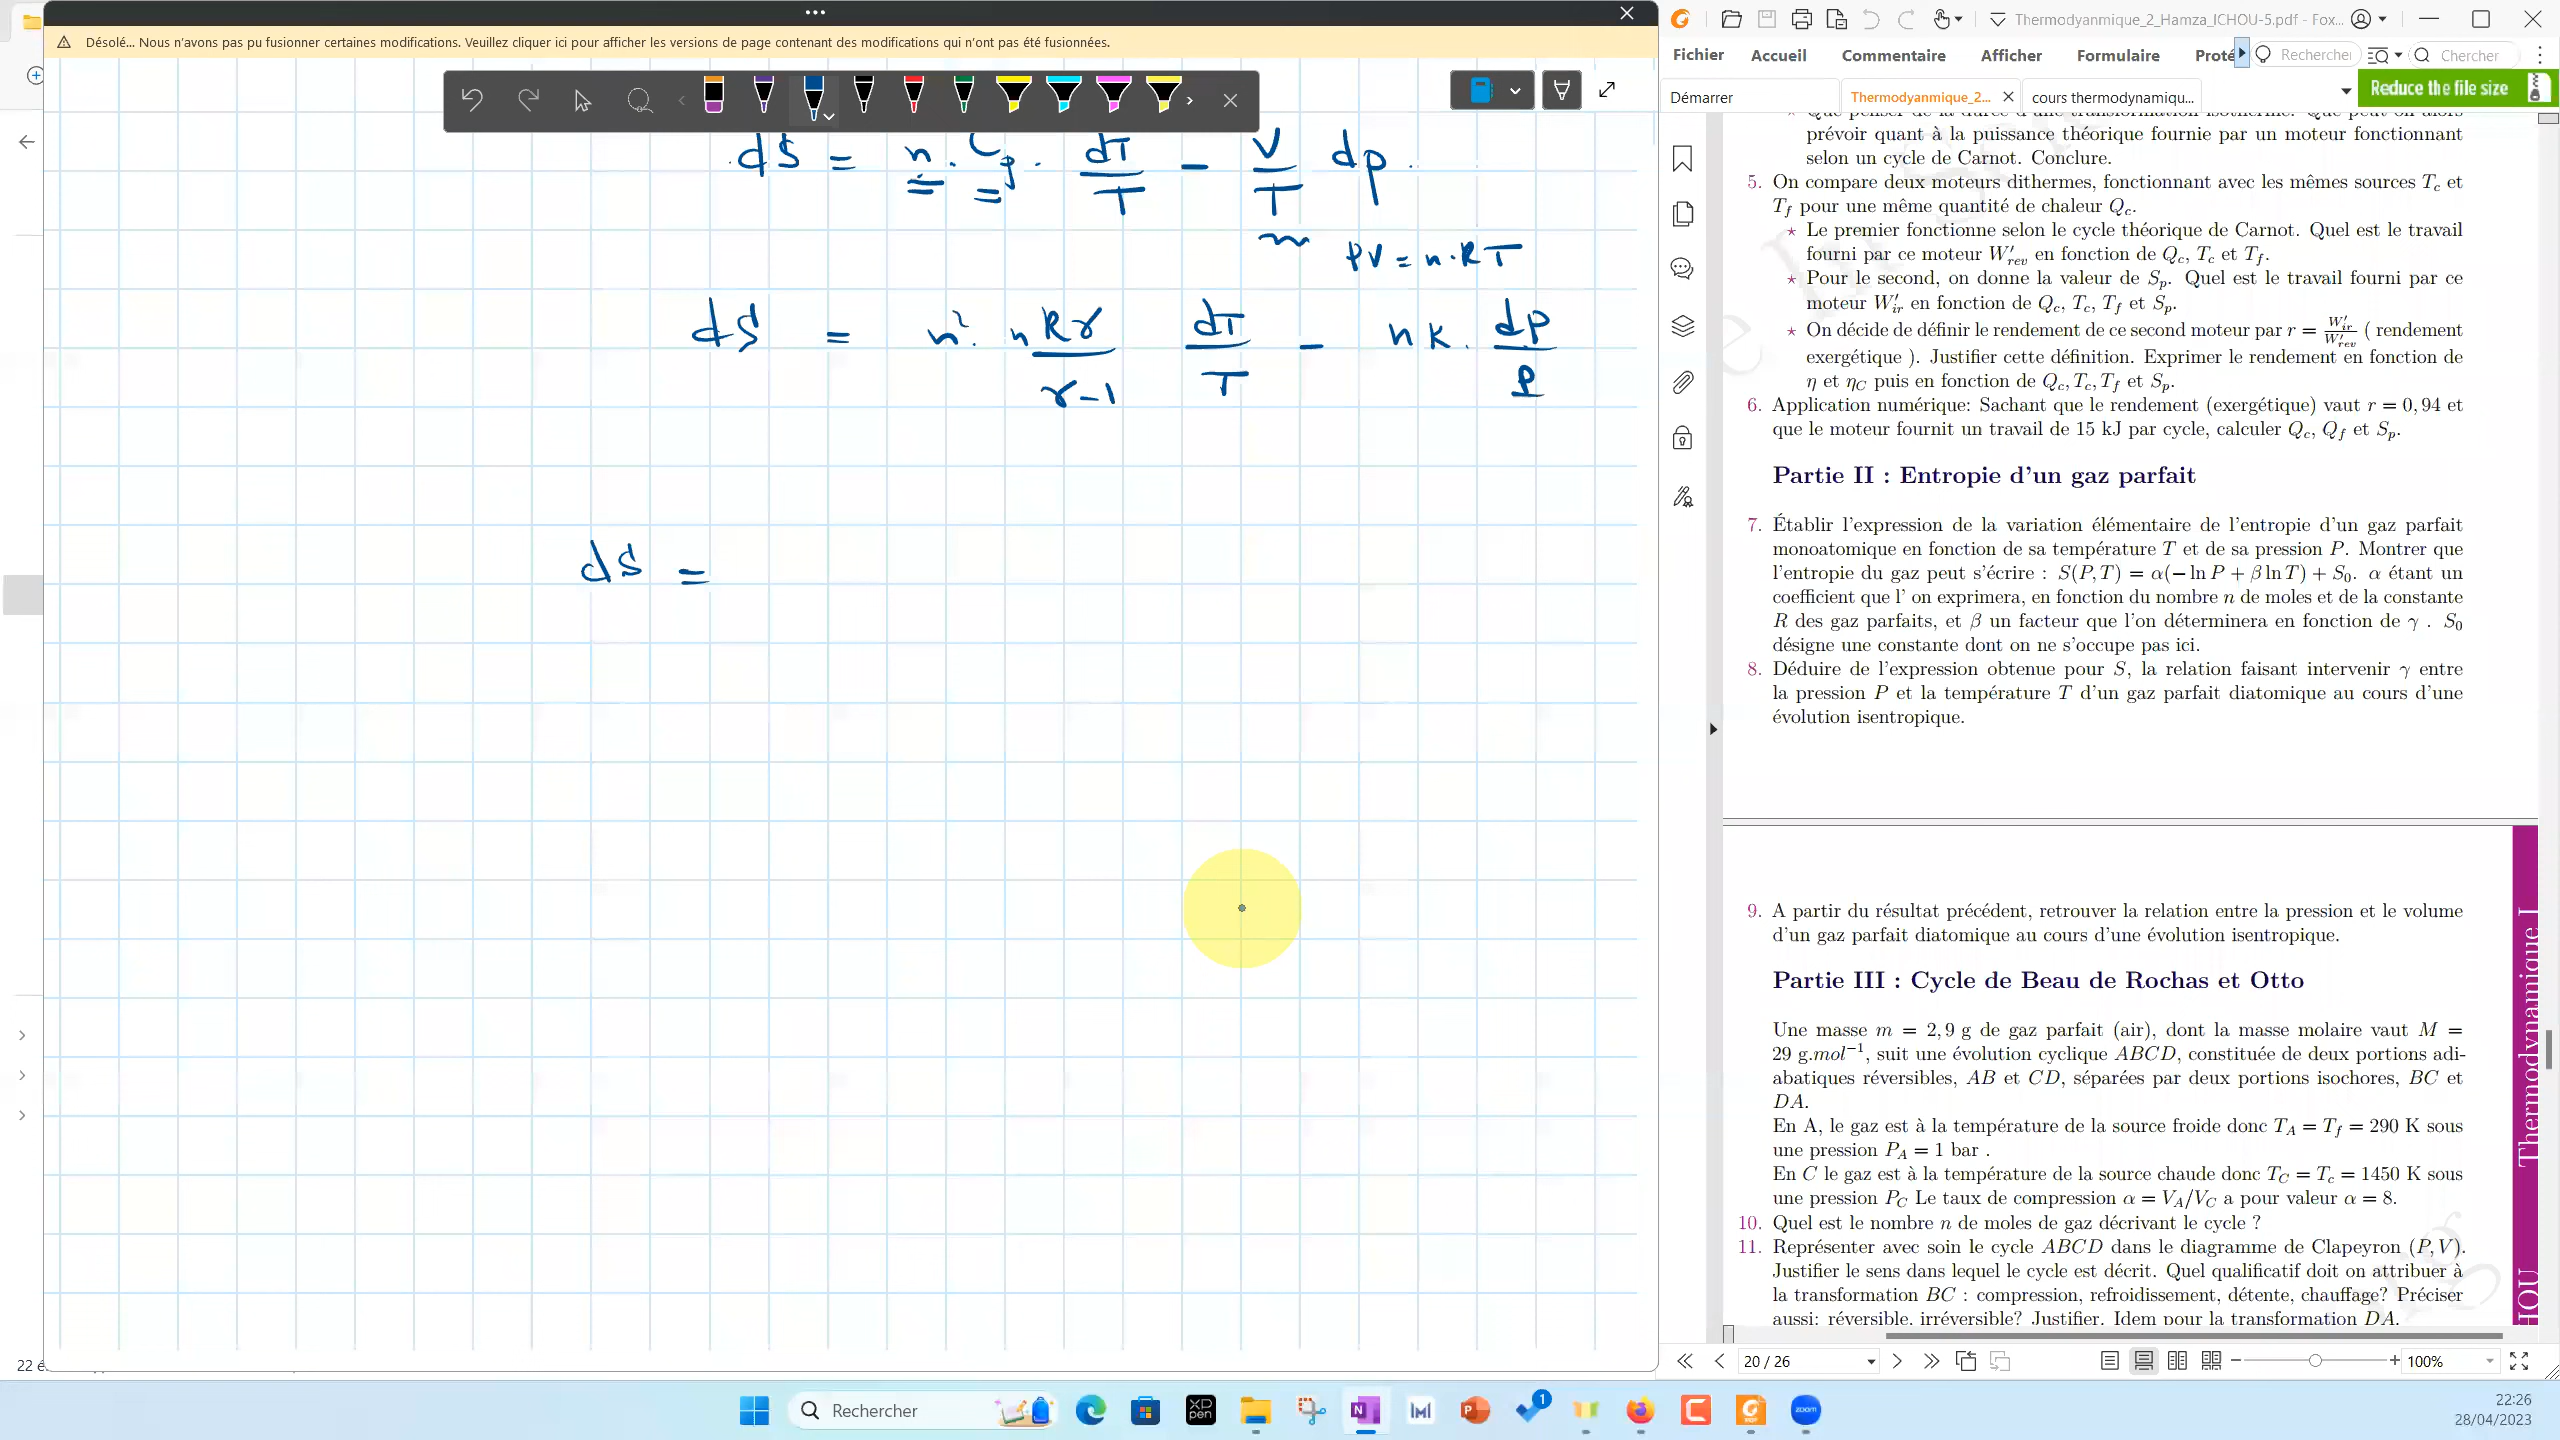 Désolé... Nous n'avons pas pu fusionner certaines modifications. Veuillez cliquer ici pour afficher les versions de page contenant des modifications qui n'ont pas été fusionnées.
dS = n . Cp . dT/T - V/T dp .
PV = n . R T
dS = n . n Rγ/γ-1 dT/T - n R . dp/P
dS =
22 é
Thermodyanmique_2_Hamza_ICHOU-5.pdf - Fox...
Fichier Accueil Commentaire Afficher Formulaire Proté Rechercher Chercher
Démarrer Thermodyanmique_2... cours thermodynamiqu...
Reduce the file size
prévoir quant à la puissance théorique fournie par un moteur fonctionnant
selon un cycle de Carnot. Conclure.
5. On compare deux moteurs dithermes, fonctionnant avec les mêmes sources Tc et
Tf pour une même quantité de chaleur Qc.
⋆ Le premier fonctionne selon le cycle théorique de Carnot. Quel est le travail
fourni par ce moteur W′rev en fonction de Qc, Tc et Tf.
⋆ Pour le second, on donne la valeur de Sp. Quel est le travail fourni par ce
moteur W′ir en fonction de Qc, Tc, Tf et Sp.
⋆ On décide de définir le rendement de ce second moteur par r = W′ir/W′rev ( rendement
exergétique ). Justifier cette définition. Exprimer le rendement en fonction de
η et ηC puis en fonction de Qc, Tc, Tf et Sp.
6. Application numérique: Sachant que le rendement (exergétique) vaut r = 0, 94 et
que le moteur fournit un travail de 15 kJ par cycle, calculer Qc, Qf et Sp.
Partie II : Entropie d'un gaz parfait
7. Établir l'expression de la variation élémentaire de l'entropie d'un gaz parfait
monoatomique en fonction de sa température T et de sa pression P. Montrer que
l'entropie du gaz peut s'écrire : S(P, T) = α(− ln P + β ln T) + S0. α étant un
coefficient que l' on exprimera, en fonction du nombre n de moles et de la constante
R des gaz parfaits, et β un facteur que l'on déterminera en fonction de γ . S0
désigne une constante dont on ne s'occupe pas ici.
8. Déduire de l'expression obtenue pour S, la relation faisant intervenir γ entre
la pression P et la température T d'un gaz parfait diatomique au cours d'une
évolution isentropique.
9. A partir du résultat précédent, retrouver la relation entre la pression et le volume
d'un gaz parfait diatomique au cours d'une évolution isentropique.
Partie III : Cycle de Beau de Rochas et Otto
Une masse m = 2, 9 g de gaz parfait (air), dont la masse molaire vaut M =
29 g.mol−1, suit une évolution cyclique ABCD, constituée de deux portions adi-
abatiques réversibles, AB et CD, séparées par deux portions isochores, BC et
DA.
En A, le gaz est à la température de la source froide donc TA = Tf = 290 K sous
une pression PA = 1 bar .
En C le gaz est à la température de la source chaude donc TC = Tc = 1450 K sous
une pression PC Le taux de compression α = VA/VC a pour valeur α = 8.
10. Quel est le nombre n de moles de gaz décrivant le cycle ?
11. Représenter avec soin le cycle ABCD dans le diagramme de Clapeyron (P, V).
Justifier le sens dans lequel le cycle est décrit. Quel qualificatif doit on attribuer à
la transformation BC : compression, refroidissement, détente, chauffage? Préciser
aussi: réversible, irréversible? Justifier. Idem pour la transformation DA.
Thermodynamique I
HOU
20 / 26
100%
Rechercher
XD pen
1
zoom
22:26
28/04/2023